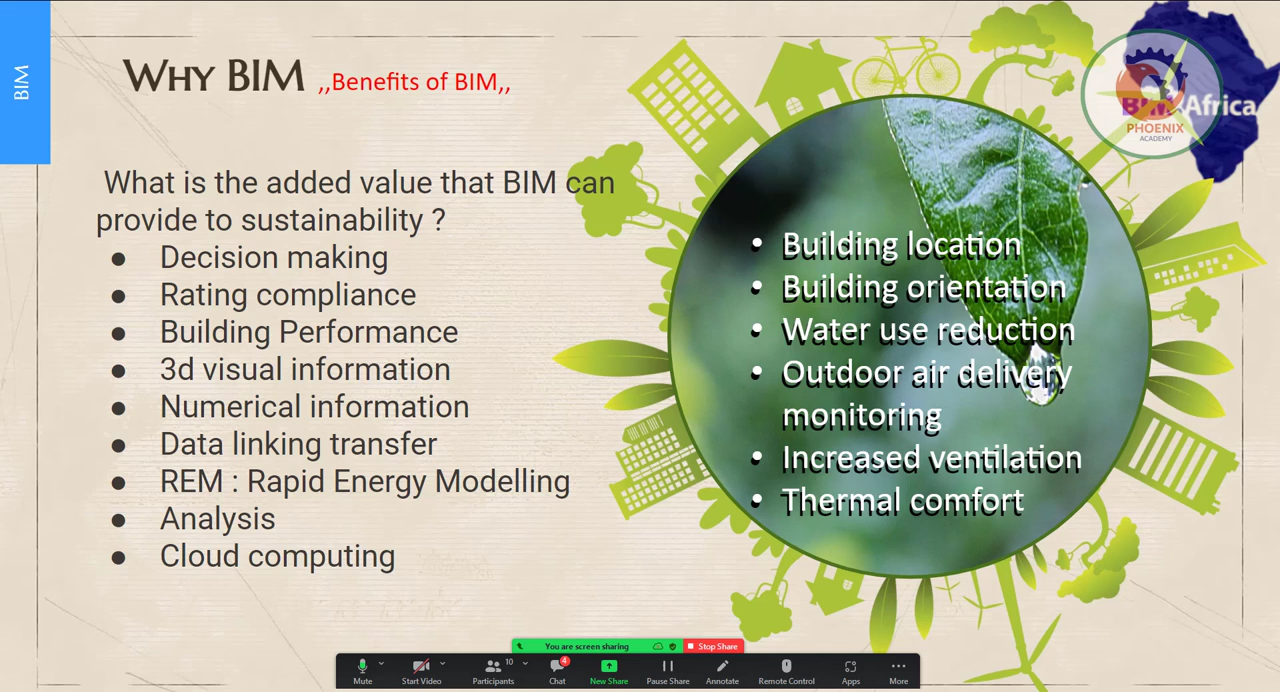 BIM
WHY BIM ,,Benefits of BIM,,
What is the added value that BIM can
provide to sustainability ?
● Decision making
● Rating compliance
● Building Performance
● 3d visual information
● Numerical information
● Data linking transfer
● REM : Rapid Energy Modelling
● Analysis
● Cloud computing
• Building location
• Building orientation
• Water use reduction
• Outdoor air delivery
monitoring
• Increased ventilation
• Thermal comfort
BIM Africa
PHOENIX
ACADEMY
You are screen sharing
Stop Share
Mute
Start Video
10
Participants
4
Chat
New Share
Pause Share
Annotate
Remote Control
Apps
More